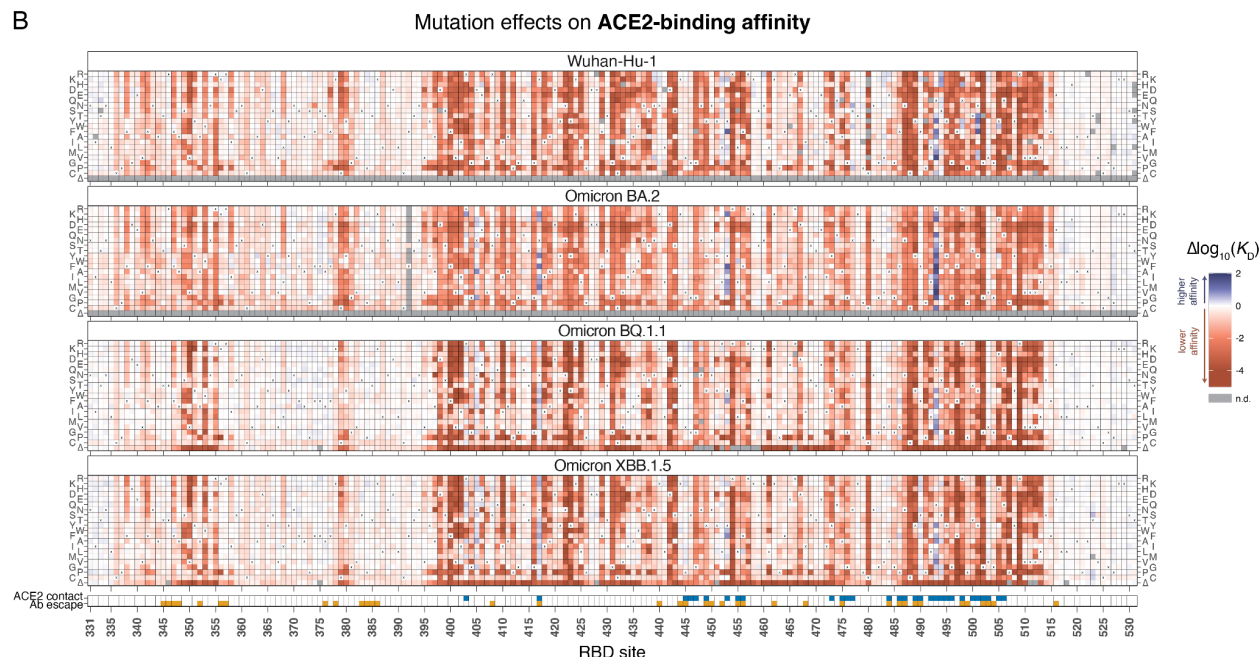 B
Mutation effects on ACE2-binding affinity
Wuhan-Hu-1
R K H D E Q N S T Y W F A I L M V G P C Δ
Omicron BA.2
R K H D E Q N S T Y W F A I L M V G P C Δ
Omicron BQ.1.1
R K H D E Q N S T Y W F A I L M V G P C Δ
Omicron XBB.1.5
R K H D E Q N S T Y W F A I L M V G P C Δ
Δlog10(KD)
higher affinity
lower affinity
2
0
-2
-4
n.d.
ACE2 contact
Ab escape
331 335 340 345 350 355 360 365 370 375 380 385 390 395 400 405 410 415 420 425 430 435 440 445 450 455 460 465 470 475 480 485 490 495 500 505 510 515 520 525 530
RBD site